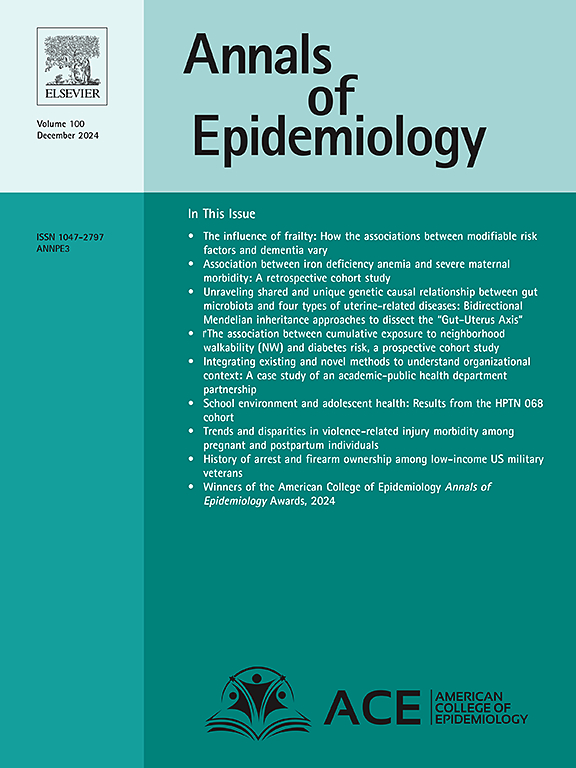 ELSEVIER
Volume 100
December 2024
Annals
of
Epidemiology
ISSN 1047-2797
ANNPE3
In This Issue
• The influence of frailty: How the associations between modifiable risk
factors and dementia vary
• Association between iron deficiency anemia and severe maternal
morbidity: A retrospective cohort study
• Unraveling shared and unique genetic causal relationship between gut
microbiota and four types of uterine-related diseases: Bidirectional
Mendelian inheritance approaches to dissect the "Gut-Uterus Axis"
• rThe association between cumulative exposure to neighborhood
walkability (NW) and diabetes risk, a prospective cohort study
• Integrating existing and novel methods to understand organizational
context: A case study of an academic-public health department
partnership
• School environment and adolescent health: Results from the HPTN 068
cohort
• Trends and disparities in violence-related injury morbidity among
pregnant and postpartum individuals
• History of arrest and firearm ownership among low-income US military
veterans
• Winners of the American College of Epidemiology Annals of
Epidemiology Awards, 2024
ACE
AMERICAN
COLLEGE OF
EPIDEMIOLOGY